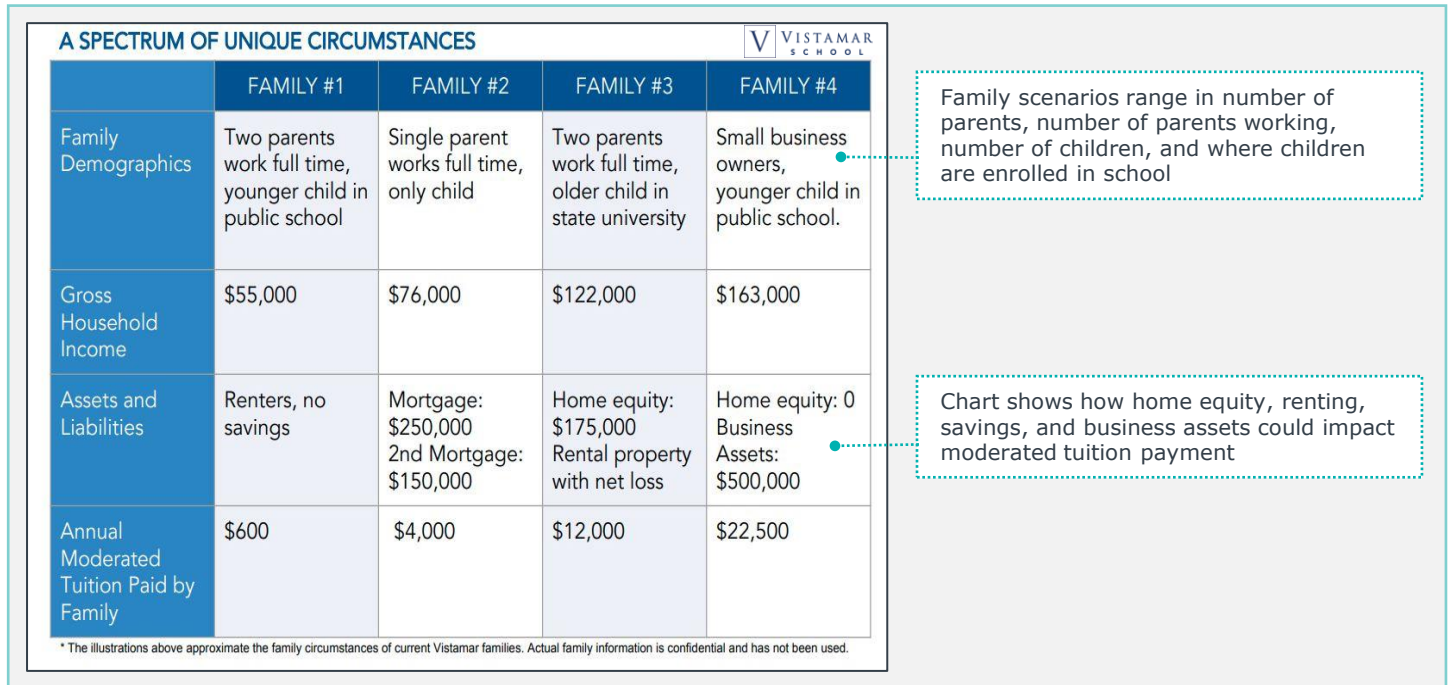 A SPECTRUM OF UNIQUE CIRCUMSTANCES
V VISTAMAR
SCHOOL
FAMILY #1 FAMILY #2 FAMILY #3 FAMILY #4
Family
Demographics
Two parents
work full time,
younger child in
public school
Single parent
works full time,
only child
Two parents
work full time,
older child in
state university
Small business
owners,
younger child in
public school.
Gross
Household
Income
$55,000
$76,000
$122,000
$163,000
Assets and
Liabilities
Renters, no
savings
Mortgage:
$250,000
2nd Mortgage:
$150,000
Home equity:
$175,000
Rental property
with net loss
Home equity: 0
Business
Assets:
$500,000
Annual
Moderated
Tuition Paid by
Family
$600
$4,000
$12,000
$22,500
* The illustrations above approximate the family circumstances of current Vistamar families. Actual family information is confidential and has not been used.
Family scenarios range in number of
parents, number of parents working,
number of children, and where children
are enrolled in school
Chart shows how home equity, renting,
savings, and business assets could impact
moderated tuition payment